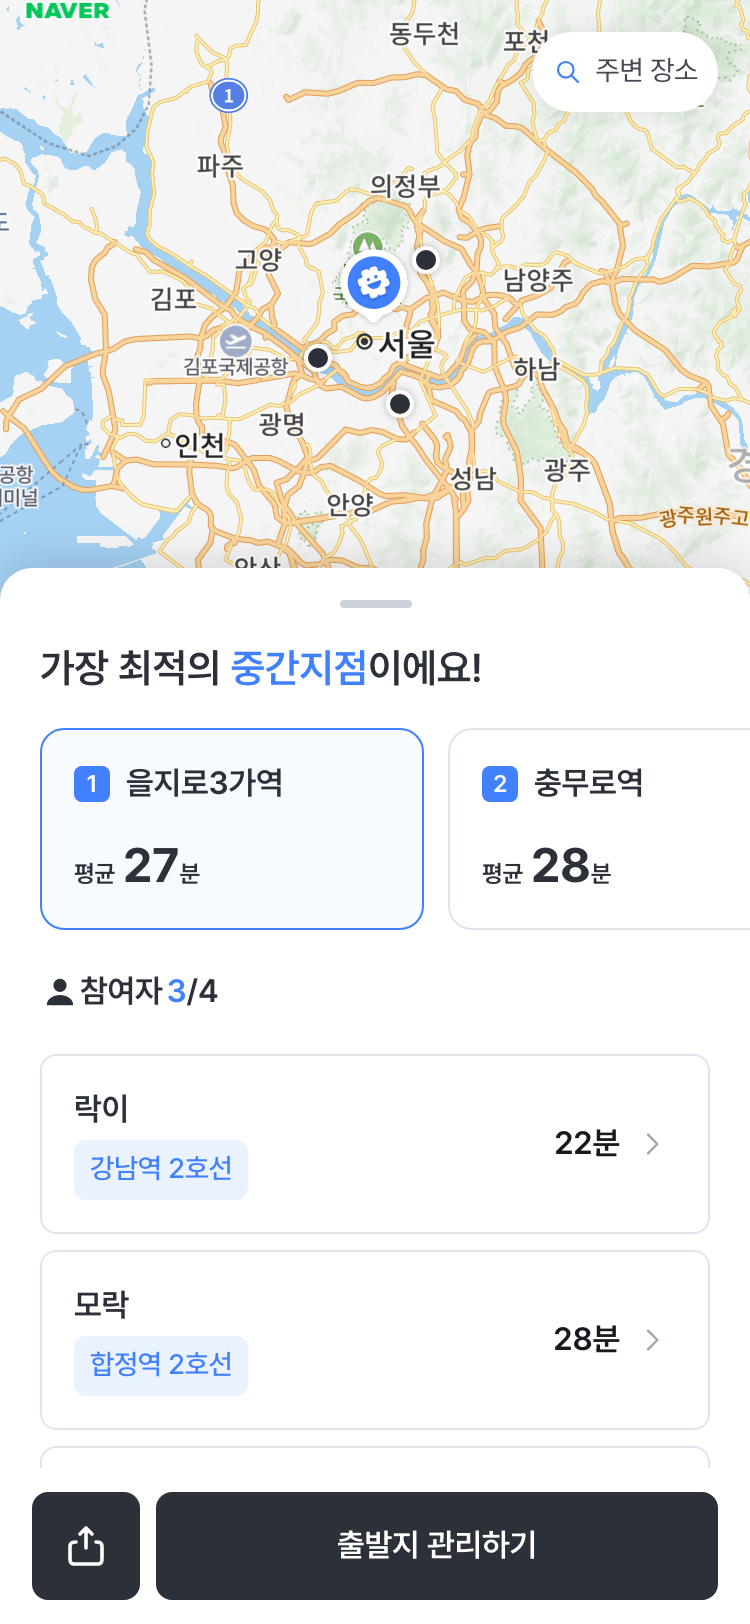 NAVER
동두천
포천
주변 장소
1
파주
의정부
고양
남양주
김포
서울
김포국제공항
하남
광명
인천
공항
미널
성남
광주
안양
광주원주고
안산
가장 최적의 중간지점이에요!
1 을지로3가역
평균 27분
2 충무로역
평균 28분
참여자 3/4
락이
강남역 2호선
22분
모락
합정역 2호선
28분
출발지 관리하기